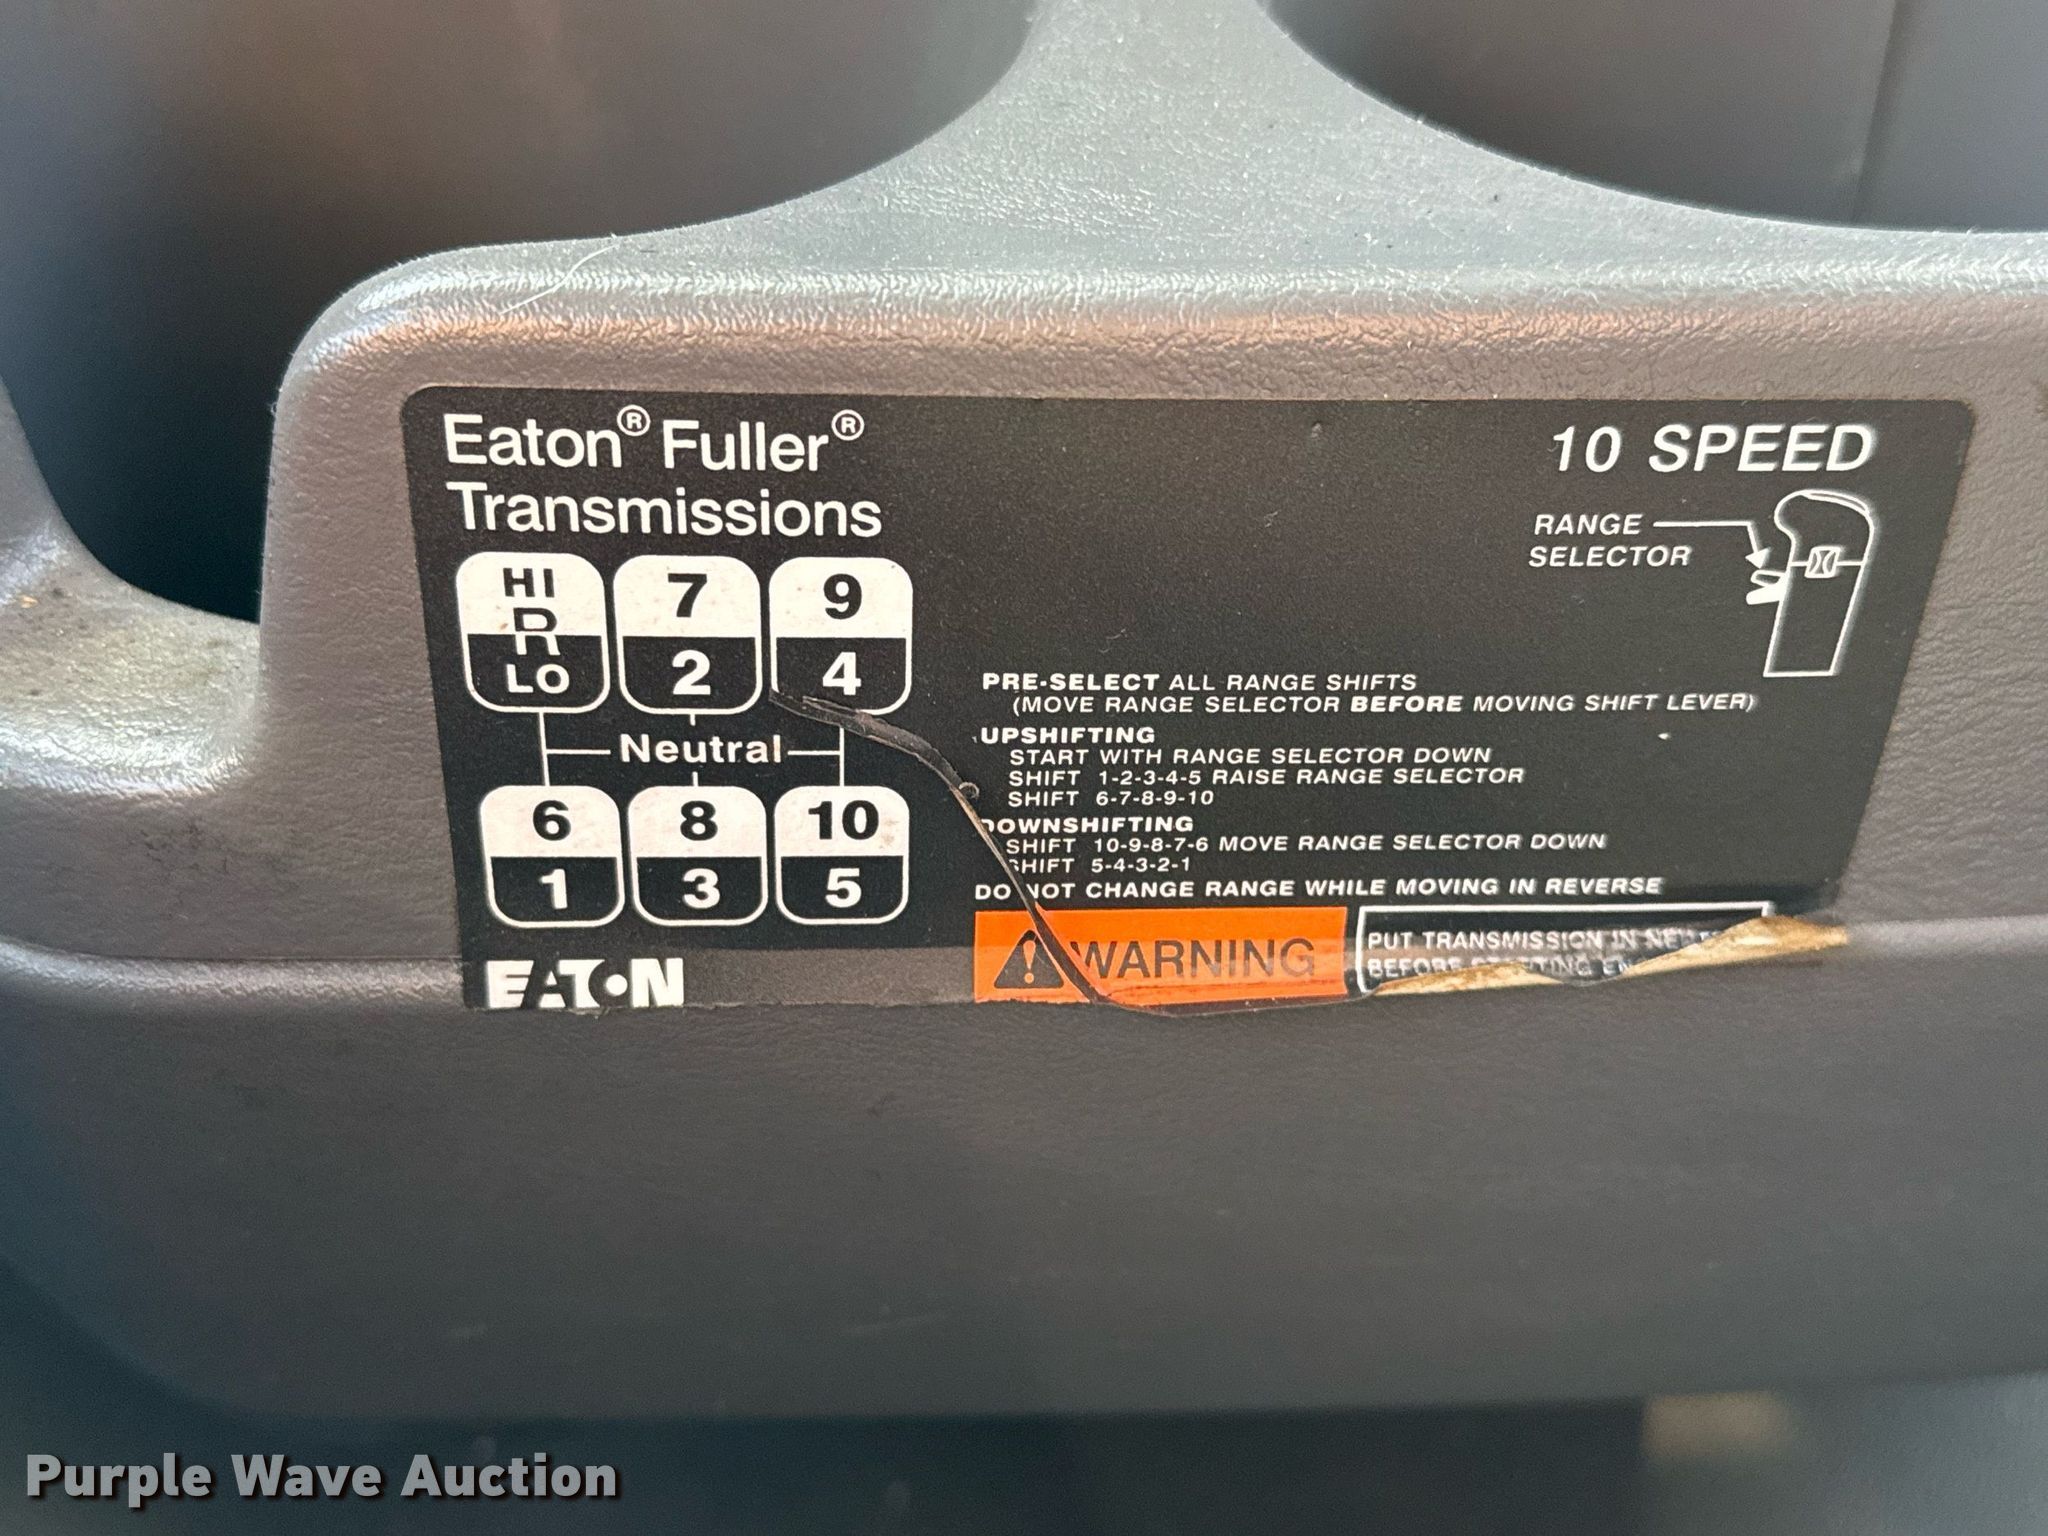 Eaton® Fuller®
Transmissions
10 SPEED
RANGE
SELECTOR
HI
R
LO
7
2
9
4
Neutral
6
1
8
3
10
5
EATON
PRE-SELECT ALL RANGE SHIFTS
(MOVE RANGE SELECTOR BEFORE MOVING SHIFT LEVER)
UPSHIFTING
START WITH RANGE SELECTOR DOWN
SHIFT 1-2-3-4-5 RAISE RANGE SELECTOR
SHIFT 6-7-8-9-10
DOWNSHIFTING
SHIFT 10-9-8-7-6 MOVE RANGE SELECTOR DOWN
SHIFT 5-4-3-2-1
DO NOT CHANGE RANGE WHILE MOVING IN REVERSE
WARNING
PUT TRANSMISSION IN
BEFORE STARTING
Purple Wave Auction